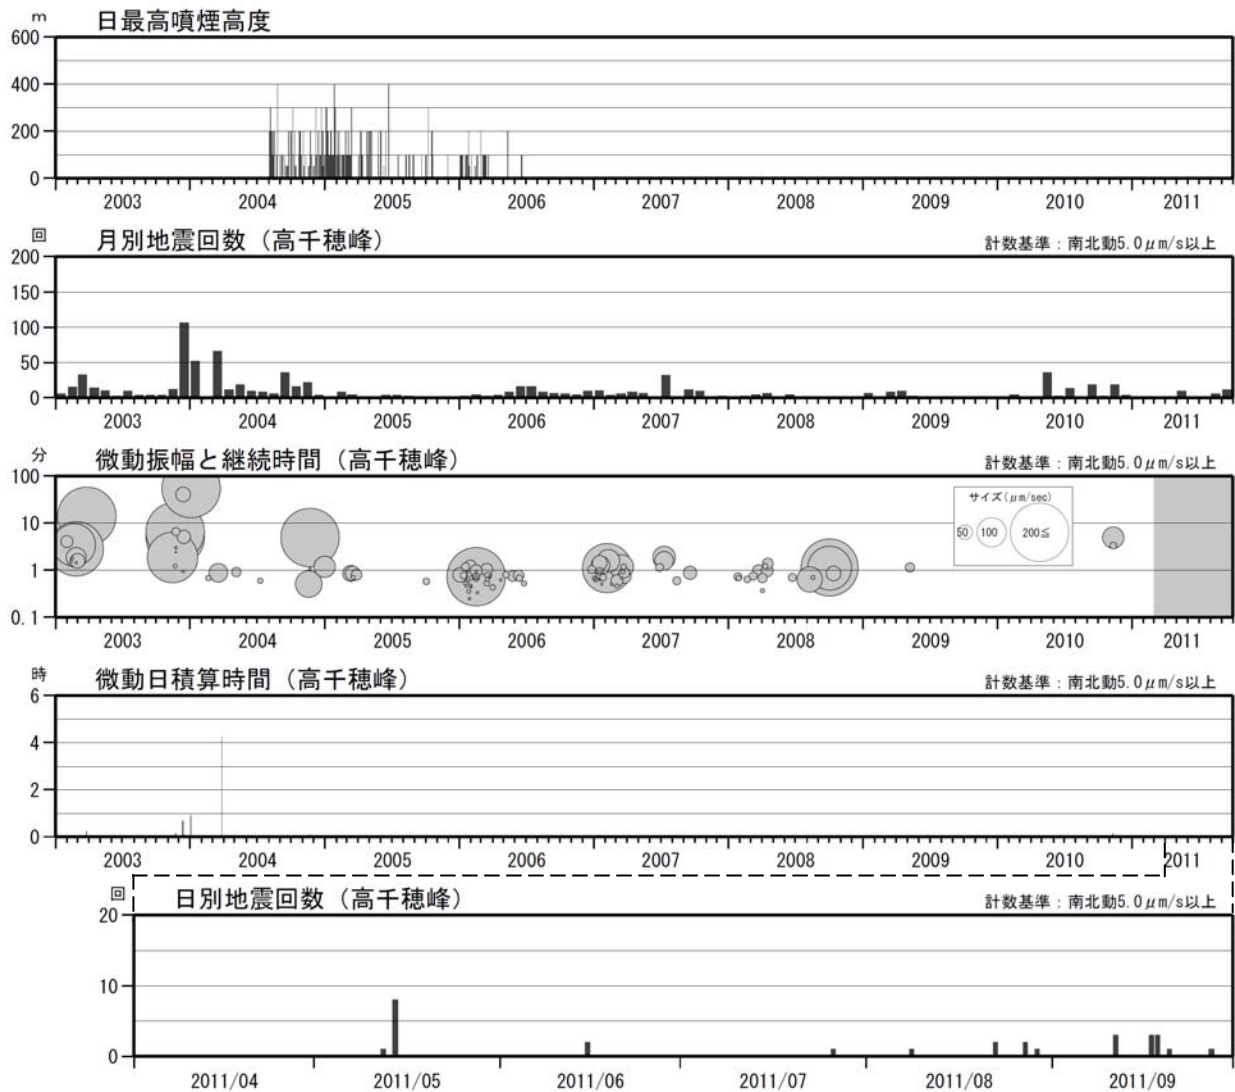 m 日最高噴煙高度
600
400
200
0
2003 2004 2005 2006 2007 2008 2009 2010 2011
回 月別地震回数（高千穂峰） 計数基準：南北動5.0μm/s以上
200
150
100
50
0
2003 2004 2005 2006 2007 2008 2009 2010 2011
分 微動振幅と継続時間（高千穂峰） 計数基準：南北動5.0μm/s以上
100
サイズ(μm/sec)
10
50 100 200≦
1
0.1
2003 2004 2005 2006 2007 2008 2009 2010 2011
時 微動日積算時間（高千穂峰） 計数基準：南北動5.0μm/s以上
6
4
2
0
2003 2004 2005 2006 2007 2008 2009 2010 2011
回 日別地震回数（高千穂峰） 計数基準：南北動5.0μm/s以上
20
10
0
2011/04 2011/05 2011/06 2011/07 2011/08 2011/09